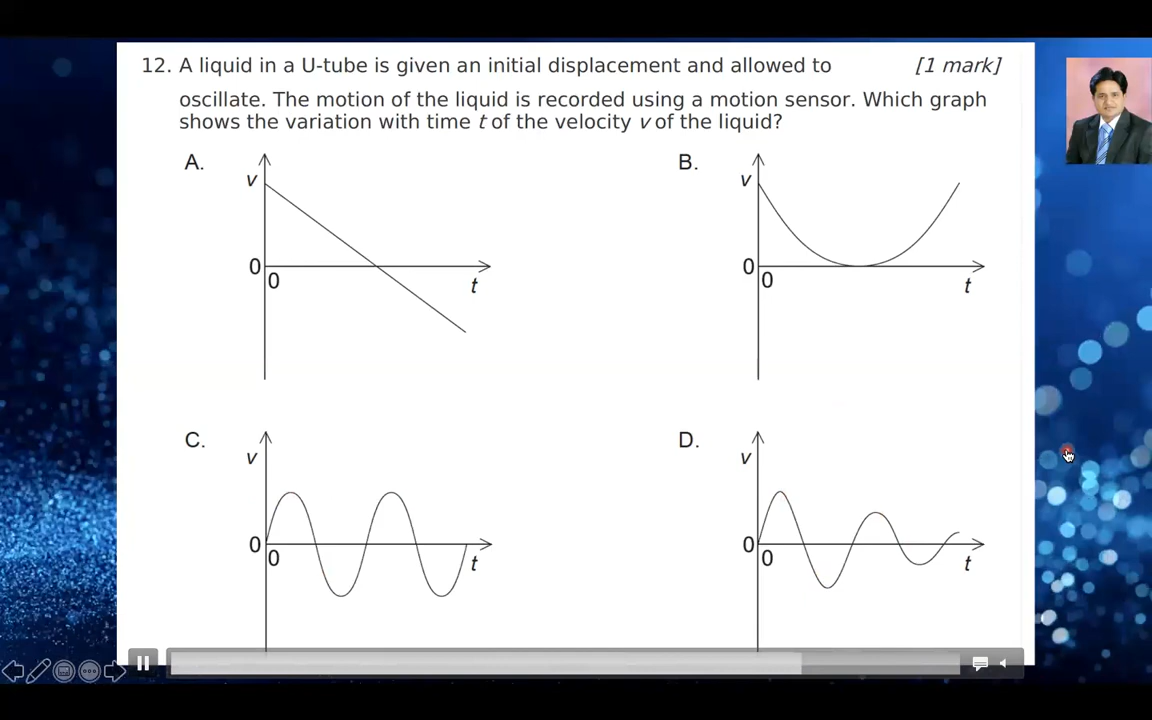 12. A liquid in a U-tube is given an initial displacement and allowed to [1 mark]
oscillate. The motion of the liquid is recorded using a motion sensor. Which graph
shows the variation with time t of the velocity v of the liquid?
A.
v
0
0
t
B.
v
0
0
t
C.
v
0
0
t
D.
v
0
0
t